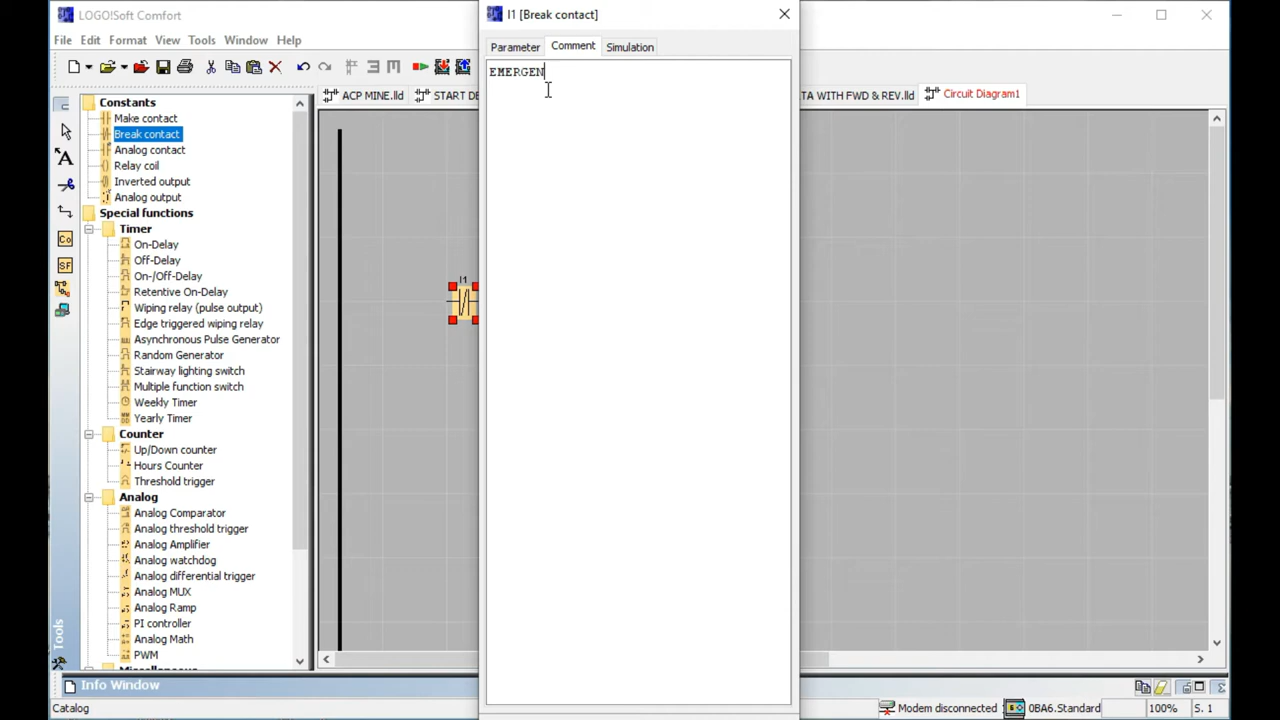 LOGO!Soft Comfort
I1 [Break contact]
File Edit Format View Tools Window Help
Parameter Comment Simulation
EMERGEN
ACP MINE.lld
START DE
TA WITH FWD & REV.lld
Circuit Diagram1
Constants
Make contact
Break contact
Analog contact
Relay coil
Inverted output
Analog output
Special functions
Timer
On-Delay
Off-Delay
On-/Off-Delay
Retentive On-Delay
Wiping relay (pulse output)
Edge triggered wiping relay
Asynchronous Pulse Generator
Random Generator
Stairway lighting switch
Multiple function switch
Weekly Timer
Yearly Timer
Counter
Up/Down counter
Hours Counter
Threshold trigger
Analog
Analog Comparator
Analog threshold trigger
Analog Amplifier
Analog watchdog
Analog differential trigger
Analog MUX
Analog Ramp
PI controller
Analog Math
PWM
Miscellaneous
Co
SF
Tools
I1
Info Window
Catalog
Modem disconnected
0BA6.Standard
100%
S. 1